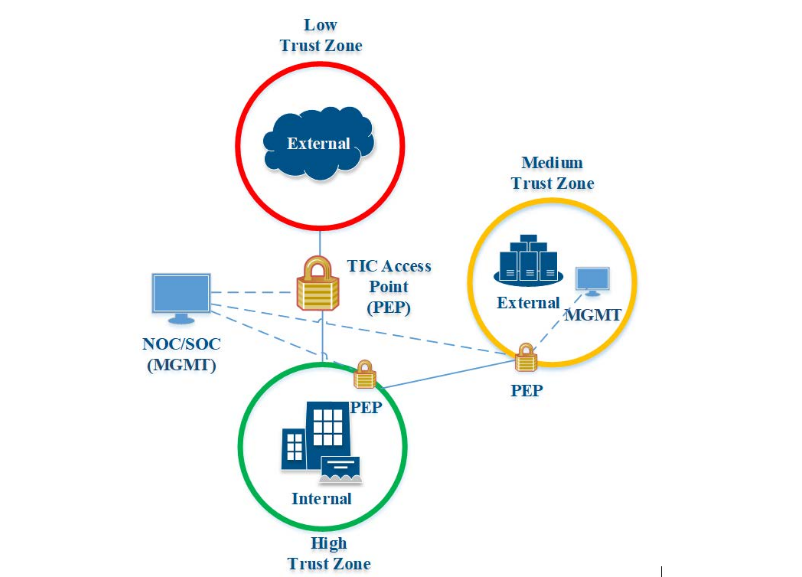 Low
Trust Zone
External
Medium
Trust Zone
TIC Access
Point
(PEP)
External
MGMT
NOC/SOC
(MGMT)
PEP
PEP
Internal
High
Trust Zone